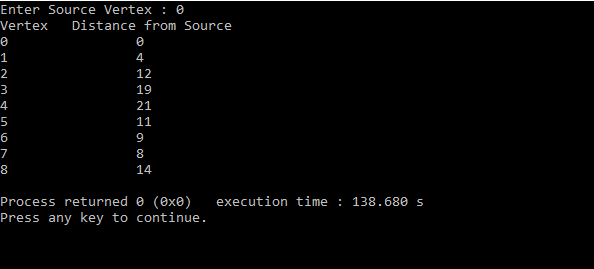 Enter Source Vertex : 0
Vertex   Distance from Source
0                0
1                4
2                12
3                19
4                21
5                11
6                9
7                8
8                14
Process returned 0 (0x0)   execution time : 138.680 s
Press any key to continue.